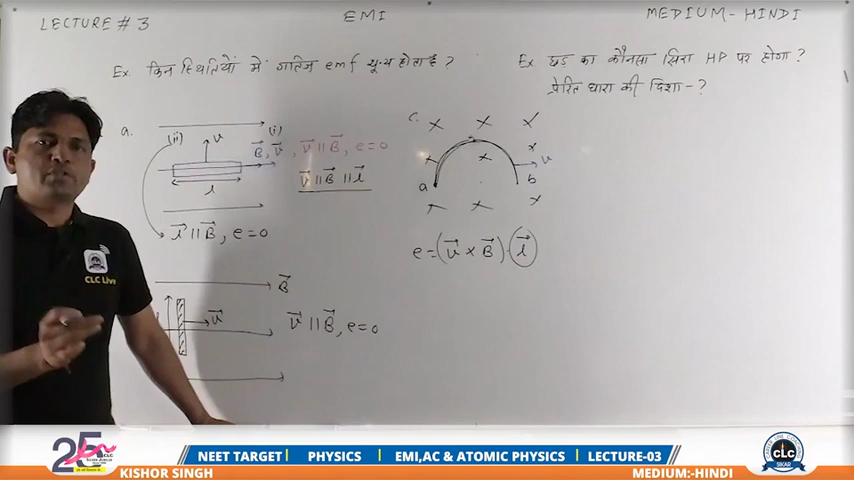 LECTURE # 3
EMI
MEDIUM - HINDI
Ex. किन स्थितियों में गतिज emf शून्य होता है ?
Ex छड़ का कौनसा सिरा HP पर होगा ?
प्रेरित धारा की दिशा - ?
a.
(ii)
v
(i)
B⃗, v⃗, v⃗ || B⃗, e = 0
l
v⃗ || B⃗ || l⃗
l⃗ || B⃗, e = 0
c.
a
b
v
e = (v⃗ × B⃗) · l⃗
B⃗
v⃗
v⃗ || B⃗, e = 0
CLC Live
25
NEET TARGET | PHYSICS | EMI,AC & ATOMIC PHYSICS | LECTURE-03
KISHOR SINGH
MEDIUM:-HINDI
CLC
SIKAR